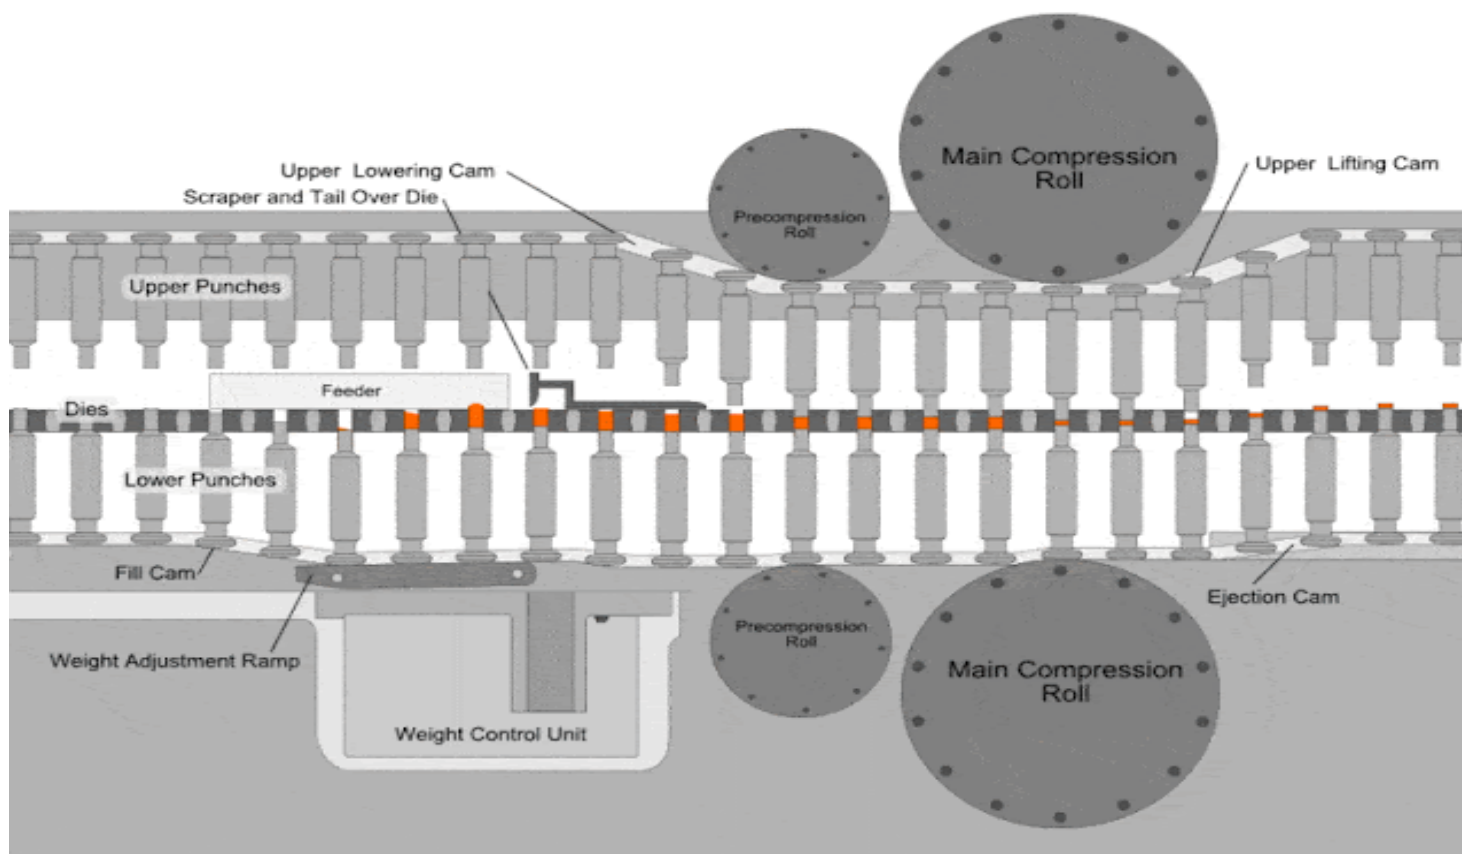 Upper Lowering Cam
Scraper and Tail Over Die
Main Compression
Roll
Upper Lifting Cam
Precompression
Roll
Upper Punches
Feeder
Dies
Lower Punches
Fill Cam
Ejection Cam
Weight Adjustment Ramp
Precompression
Roll
Main Compression
Roll
Weight Control Unit